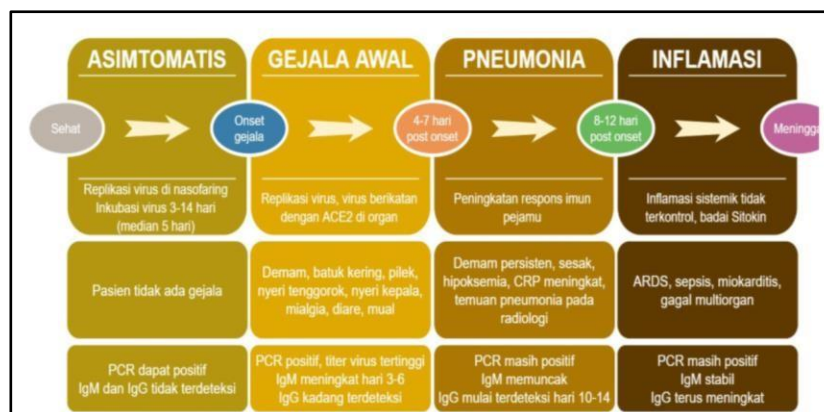 ASIMTOMATIS
GEJALA AWAL
PNEUMONIA
INFLAMASI
Sehat
Onset
gejala
4-7 hari
post onset
8-12 hari
post onset
Replikasi virus di nasofaring
Inkubasi virus 3-14 hari
(median 5 hari)
Replikasi virus, virus berikatan
dengan ACE2 di organ
Peningkatan respons imun
pejamu
Inflamasi sistemik tidak
terkontrol, badai Sitokin
Pasien tidak ada gejala
Demam, batuk kering, pilek,
nyeri tenggorok, nyeri kepala,
mialgia, diare, mual
Demam persisten, sesak,
hipoksemia, CRP meningkat,
temuan pneumonia pada
radiologi
ARDS, sepsis, miokarditis,
gagal multiorgan
PCR dapat positif
IgM dan IgG tidak terdeteksi
PCR positif, titer virus tertinggi
IgM meningkat hari 3-6
IgG kadang terdeteksi
PCR masih positif
IgM memuncak
IgG mulai terdeteksi hari 10-14
PCR masih positif
IgM stabil
IgG terus meningkat